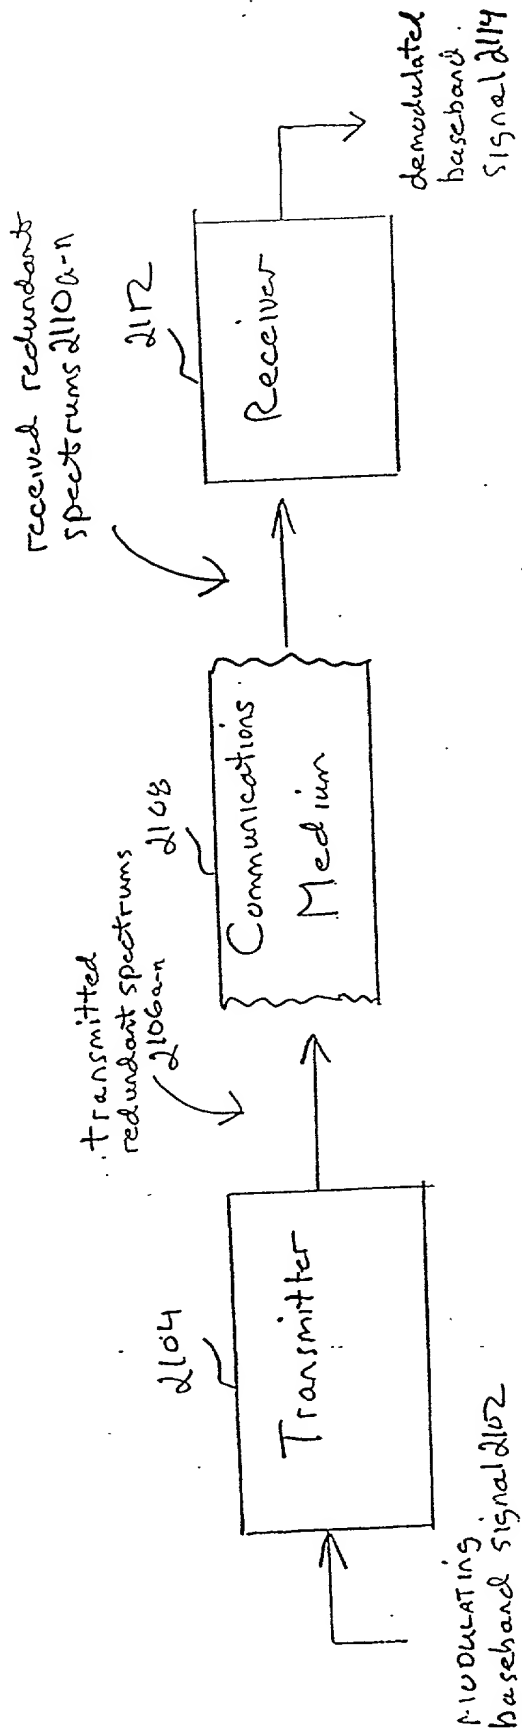 MODULATING
baseband signal 2102
2104
Transmitter
transmitted
redundant spectrums
2106a-n
2108
Communications
Medium
received redundant
spectrums 2110a-n
2112
Receiver
demodulated
baseband
signal 2114